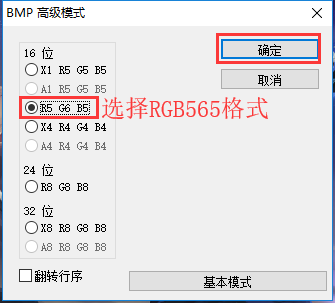 BMP 高级模式
16 位
X1 R5 G5 B5
A1 R5 G5 B5
R5 G6 B5
X4 R4 G4 B4
A4 R4 G4 B4
24 位
R8 G8 B8
32 位
X8 R8 G8 B8
A8 R8 G8 B8
翻转行序
确定
取消
选择RGB565格式
基本模式